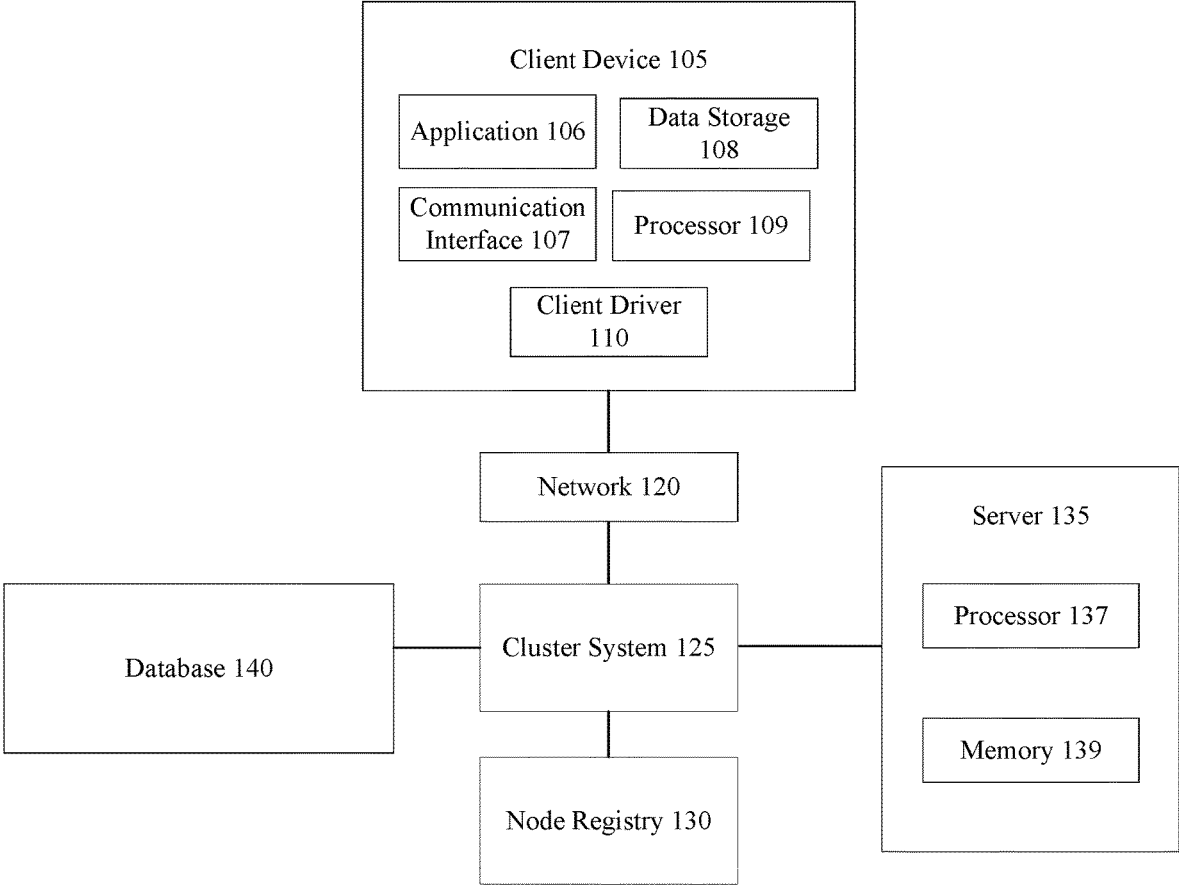 Client Device 105
Application 106
Data Storage
108
Communication
Interface 107
Processor 109
Client Driver
110
Network 120
Server 135
Processor 137
Cluster System 125
Database 140
Memory 139
Node Registry 130